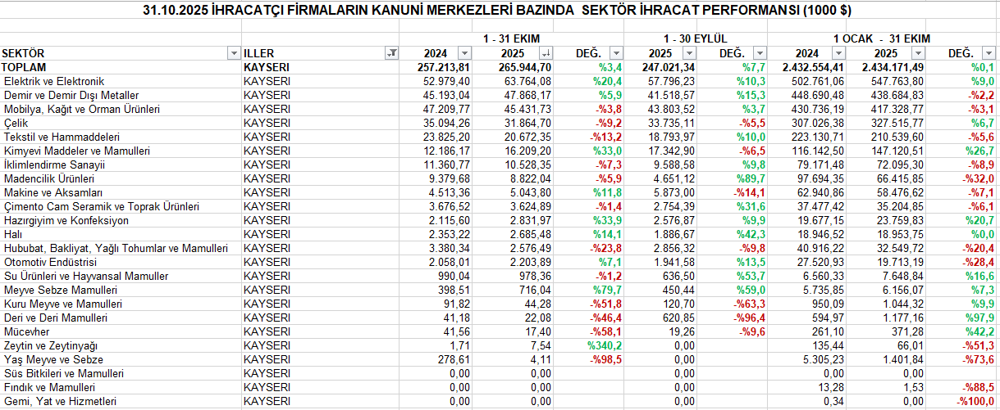 31.10.2025 İHRACATÇI FİRMALARIN KANUNİ MERKEZLERİ BAZINDA SEKTÖR İHRACAT PERFORMANSI (1000 $)
1 - 31 EKIM 1 - 30 EYLÜL 1 OCAK - 31 EKIM
SEKTÖR ILLER 2024 2025 DEĞ. 2025 DEĞ. 2024 2025 DEĞ.
TOPLAM KAYSERI 257.213,81 265.944,70 %3,4 247.021,34 %7,7 2.432.554,41 2.434.171,49 %0,1
Elektrik ve Elektronik KAYSERI 52.979,40 63.764,08 %20,4 57.796,23 %10,3 502.761,06 547.763,80 %9,0
Demir ve Demir Dışı Metaller KAYSERI 45.193,04 47.868,17 %5,9 41.518,57 %15,3 448.690,48 438.684,83 -%2,2
Mobilya, Kağıt ve Orman Ürünleri KAYSERI 47.209,77 45.431,73 -%3,8 43.803,52 %3,7 430.736,19 417.328,77 -%3,1
Çelik KAYSERI 35.094,26 31.864,70 -%9,2 33.735,11 -%5,5 307.026,38 327.515,77 %6,7
Tekstil ve Hammaddeleri KAYSERI 23.825,20 20.672,35 -%13,2 18.793,97 %10,0 223.130,71 210.539,60 -%5,6
Kimyevi Maddeler ve Mamulleri KAYSERI 12.186,17 16.209,20 %33,0 17.342,90 -%6,5 116.142,50 147.120,51 %26,7
İklimlendirme Sanayii KAYSERI 11.360,77 10.528,35 -%7,3 9.588,58 %9,8 79.171,48 72.095,30 -%8,9
Madencilik Ürünleri KAYSERI 9.379,68 8.822,04 -%5,9 4.651,12 %89,7 97.694,35 66.415,85 -%32,0
Makine ve Aksamları KAYSERI 4.513,36 5.043,80 %11,8 5.873,00 -%14,1 62.940,86 58.476,62 -%7,1
Çimento Cam Seramik ve Toprak Ürünleri KAYSERI 3.676,52 3.624,89 -%1,4 2.754,39 %31,6 37.477,42 35.204,85 -%6,1
Hazırgiyim ve Konfeksiyon KAYSERI 2.115,60 2.831,97 %33,9 2.576,87 %9,9 19.677,15 23.759,83 %20,7
Halı KAYSERI 2.353,22 2.685,48 %14,1 1.886,67 %42,3 18.946,52 18.953,75 %0,0
Hububat, Bakliyat, Yağlı Tohumlar ve Mamulleri KAYSERI 3.380,34 2.576,49 -%23,8 2.856,32 -%9,8 40.916,22 32.549,72 -%20,4
Otomotiv Endüstrisi KAYSERI 2.058,01 2.203,89 %7,1 1.941,58 %13,5 27.520,93 19.713,19 -%28,4
Su Ürünleri ve Hayvansal Mamuller KAYSERI 990,04 978,36 -%1,2 636,50 %53,7 6.560,33 7.648,84 %16,6
Meyve Sebze Mamulleri KAYSERI 398,51 716,04 %79,7 450,44 %59,0 5.735,85 6.156,07 %7,3
Kuru Meyve ve Mamulleri KAYSERI 91,82 44,28 -%51,8 120,70 -%63,3 950,09 1.044,32 %9,9
Deri ve Deri Mamulleri KAYSERI 41,18 22,08 -%46,4 620,85 -%96,4 594,97 1.177,16 %97,9
Mücevher KAYSERI 41,56 17,40 -%58,1 19,26 -%9,6 261,10 371,28 %42,2
Zeytin ve Zeytinyağı KAYSERI 1,71 7,54 %340,2 0,00 135,44 66,01 -%51,3
Yaş Meyve ve Sebze KAYSERI 278,61 4,11 -%98,5 0,00 5.305,23 1.401,84 -%73,6
Süs Bitkileri ve Mamulleri KAYSERI 0,00 0,00 0,00 0,00 0,00
Fındık ve Mamulleri KAYSERI 0,00 0,00 0,00 13,28 1,53 -%88,5
Gemi, Yat ve Hizmetleri KAYSERI 0,00 0,00 0,00 0,34 0,00 -%100,0